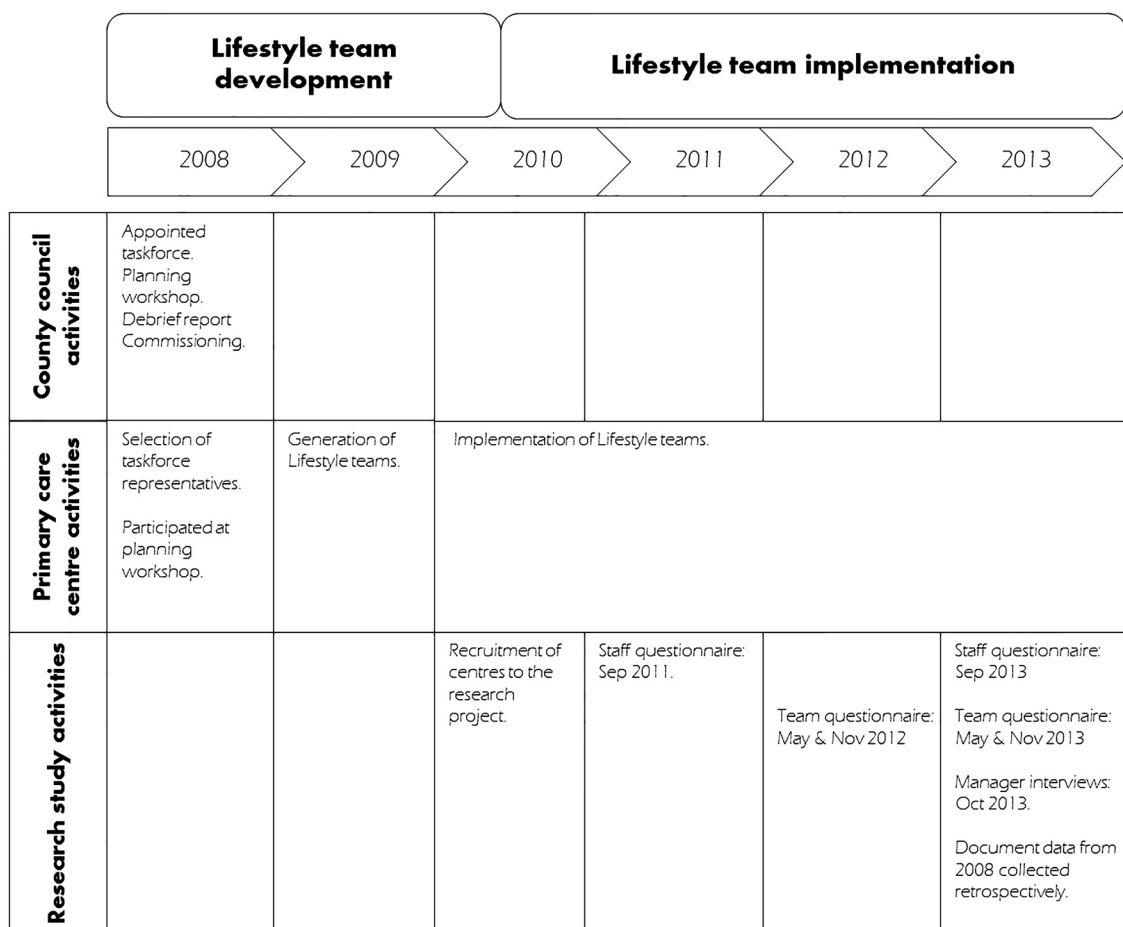 Lifestyle team
development
Lifestyle team implementation
2008
2009
2010
2011
2012
2013
County council
activities
Appointed
taskforce.
Planning
workshop.
Debrief report
Commissioning.
Primary care
centre activities
Selection of
taskforce
representatives.
Participated at
planning
workshop.
Generation of
Lifestyle teams.
Implementation of Lifestyle teams.
Research study activities
Recruitment of
centres to the
research
project.
Staff questionnaire:
Sep 2011.
Team questionnaire:
May & Nov 2012
Staff questionnaire:
Sep 2013
Team questionnaire:
May & Nov 2013
Manager interviews:
Oct 2013.
Document data from
2008 collected
retrospectively.